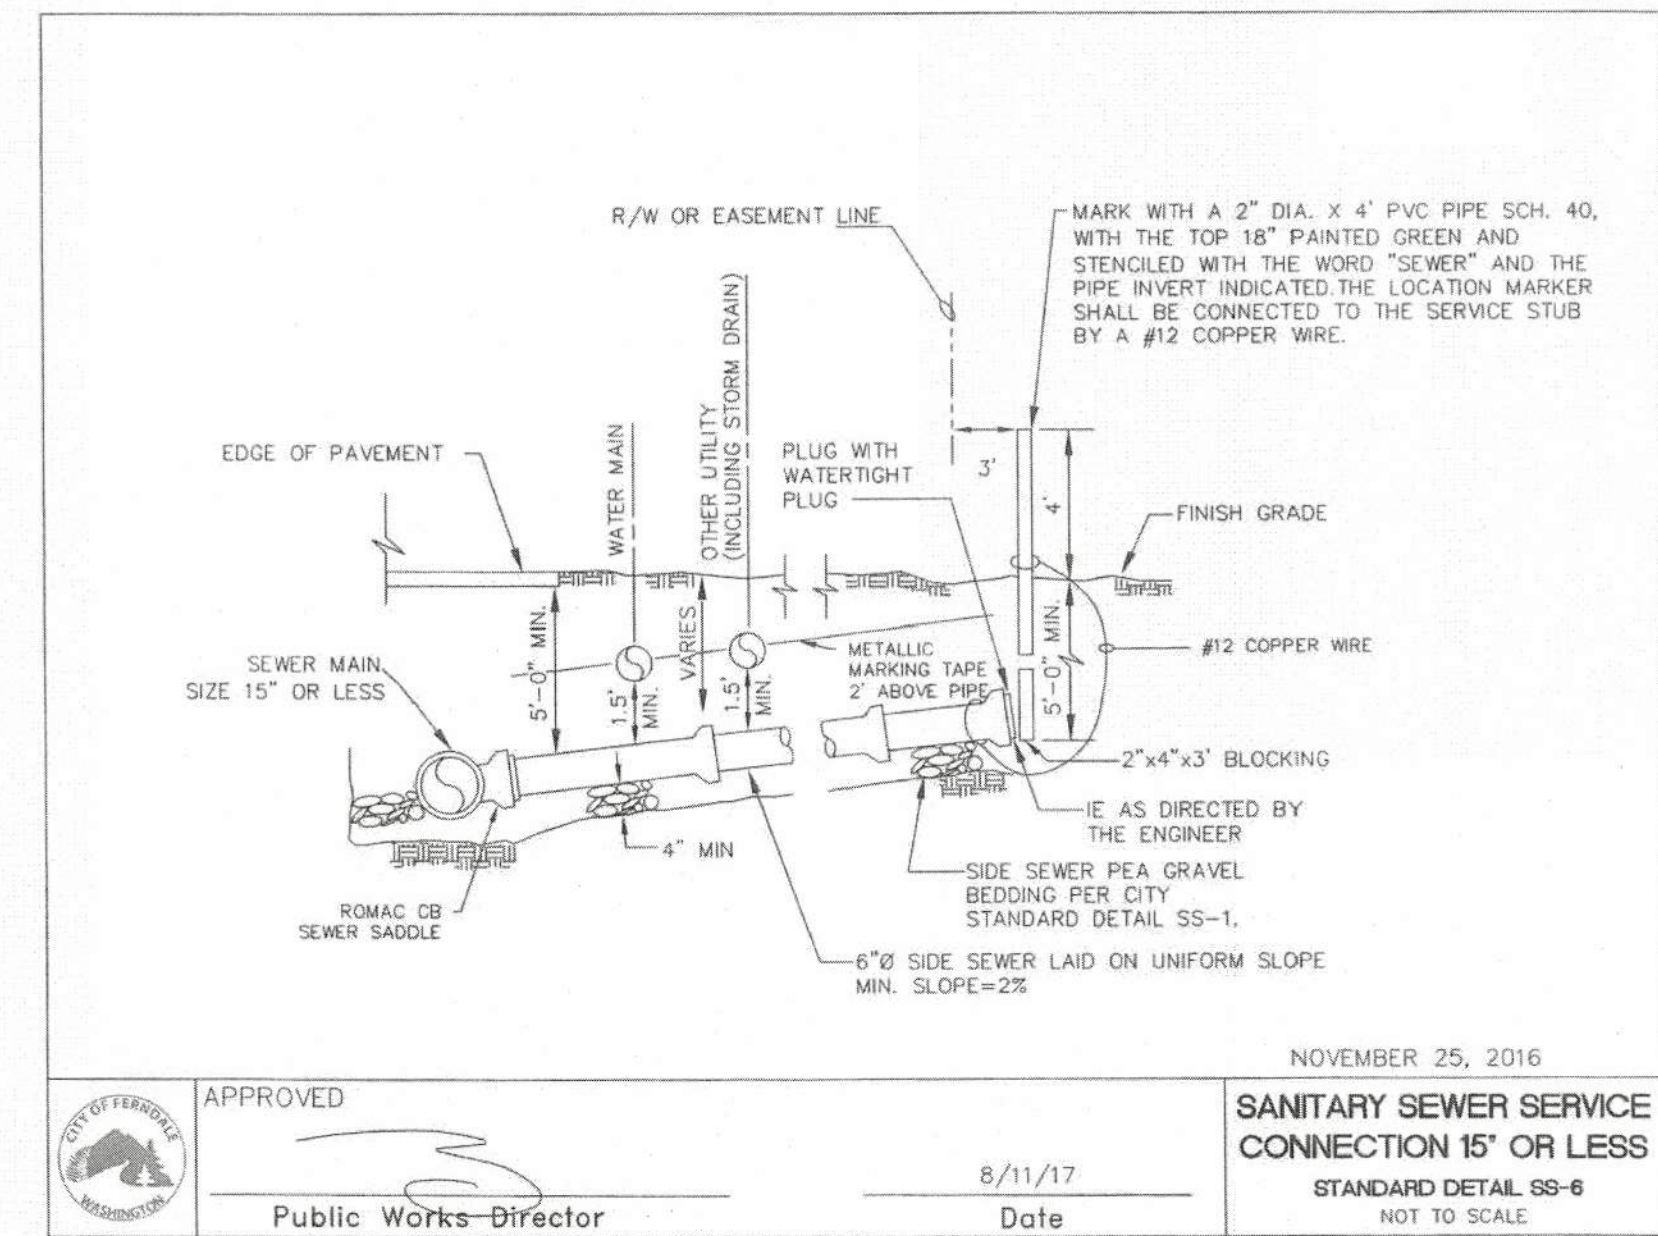 R/W OR EASEMENT LINE
MARK WITH A 2" DIA. X 4' PVC PIPE SCH. 40,
WITH THE TOP 18" PAINTED GREEN AND
STENCILED WITH THE WORD "SEWER" AND THE
PIPE INVERT INDICATED.THE LOCATION MARKER
SHALL BE CONNECTED TO THE SERVICE STUB
BY A #12 COPPER WIRE.
EDGE OF PAVEMENT
WATER MAIN
OTHER UTILITY
(INCLUDING STORM DRAIN)
PLUG WITH
WATERTIGHT
PLUG
3'
4'
FINISH GRADE
SEWER MAIN
SIZE 15" OR LESS
5'-0" MIN.
1.5'
MIN.
VARIES
1.5'
MIN.
METALLIC
MARKING TAPE
2' ABOVE PIPE
5'-0" MIN.
#12 COPPER WIRE
2"x4"x3' BLOCKING
IE AS DIRECTED BY
THE ENGINEER
4" MIN
SIDE SEWER PEA GRAVEL
BEDDING PER CITY
STANDARD DETAIL SS-1.
ROMAC CB
SEWER SADDLE
6"Ø SIDE SEWER LAID ON UNIFORM SLOPE
MIN. SLOPE=2%
NOVEMBER 25, 2016
CITY OF FERNDALE
WASHINGTON
APPROVED
Public Works Director
8/11/17
Date
SANITARY SEWER SERVICE
CONNECTION 15" OR LESS
STANDARD DETAIL SS-6
NOT TO SCALE